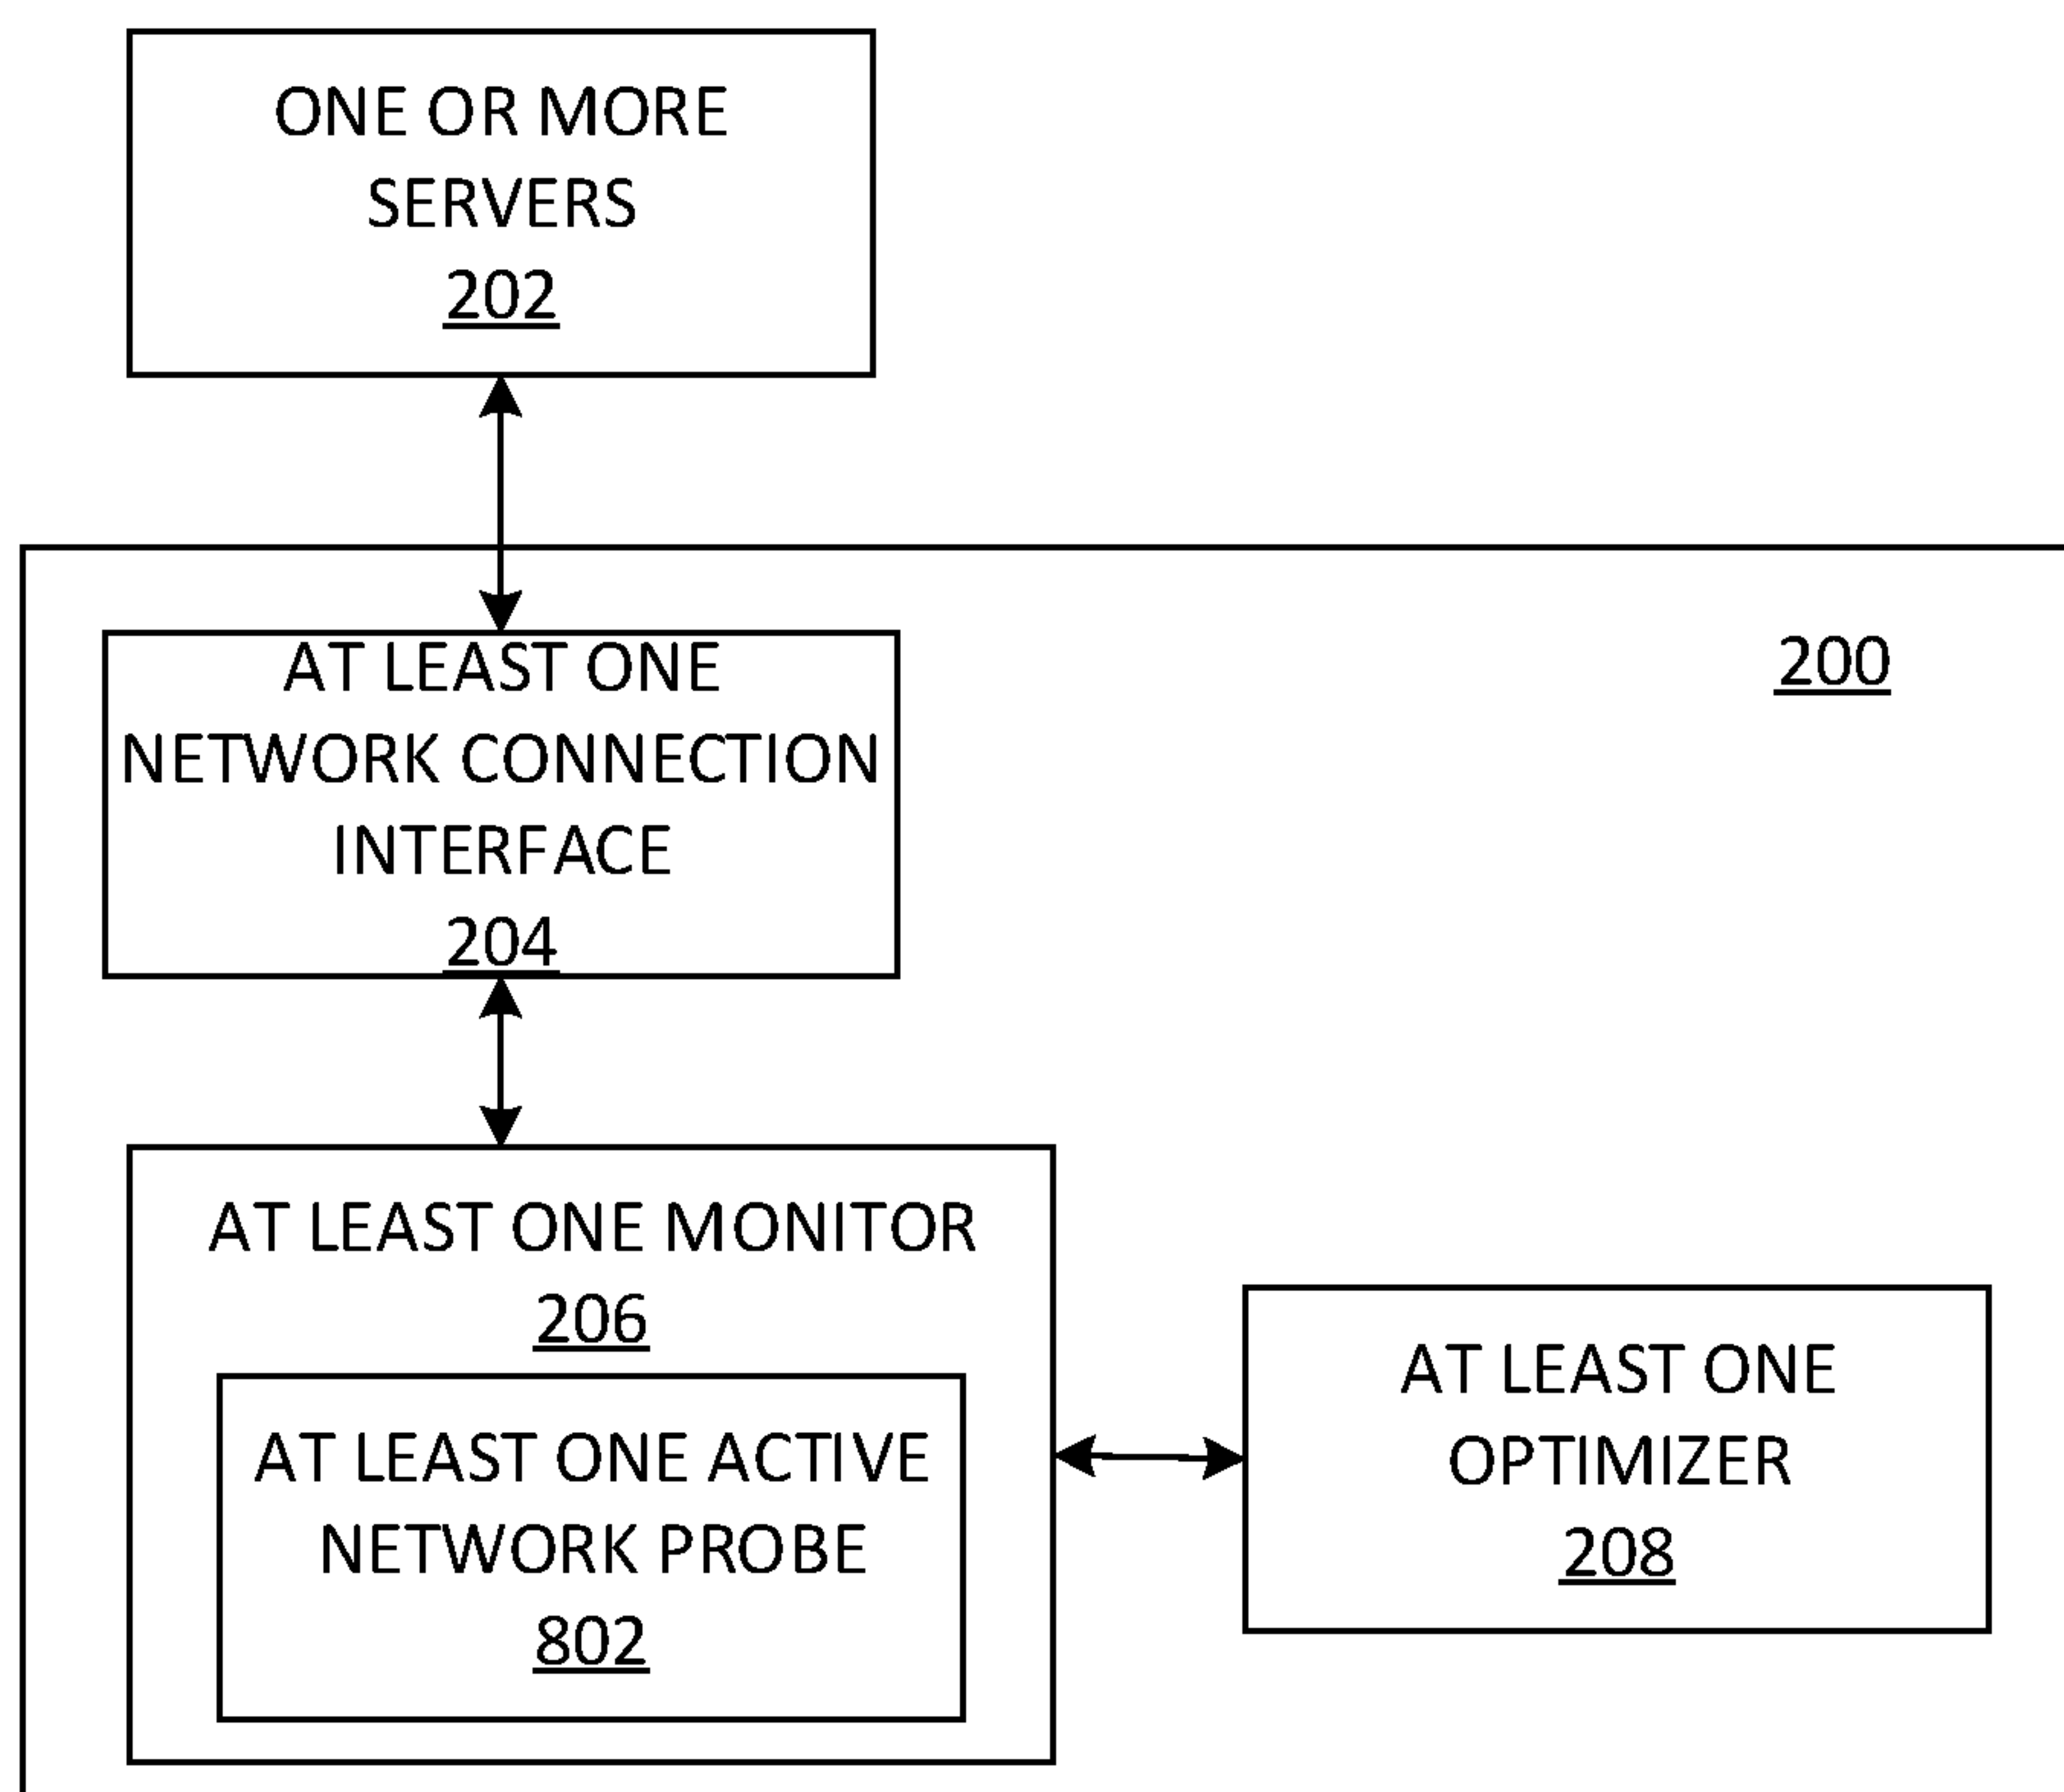 ONE OR MORE
SERVERS
202
200
AT LEAST ONE
NETWORK CONNECTION
INTERFACE
204
AT LEAST ONE MONITOR
206
AT LEAST ONE ACTIVE
NETWORK PROBE
802
AT LEAST ONE
OPTIMIZER
208